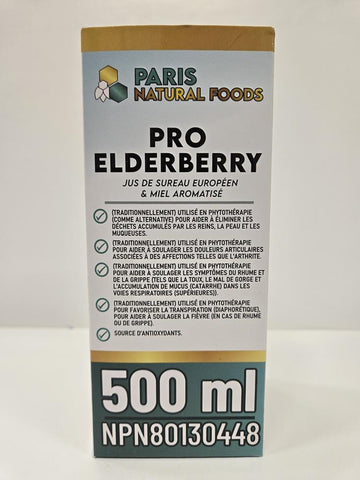 PARIS
NATURAL FOODS
PRO
ELDERBERRY
JUS DE SUREAU EUROPÉEN
& MIEL AROMATISÉ
(TRADITIONNELLEMENT) UTILISÉ EN PHYTOTHÉRAPIE
(COMME ALTERNATIVE) POUR AIDER À ÉLIMINER LES
DÉCHETS ACCUMULÉS PAR LES REINS, LA PEAU ET LES
MUQUEUSES.
(TRADITIONNELLEMENT) UTILISÉ EN PHYTOTHÉRAPIE
POUR AIDER À SOULAGER LES DOULEURS ARTICULAIRES
ASSOCIÉES À DES AFFECTIONS TELLES QUE L'ARTHRITE.
(TRADITIONNELLEMENT) UTILISÉ EN PHYTOTHÉRAPIE
POUR AIDER À SOULAGER LES SYMPTÔMES DU RHUME ET
DE LA GRIPPE (TELS QUE LA TOUX, LE MAL DE GORGE ET
L'ACCUMULATION DE MUCUS (CATARRHE) DANS LES
VOIES RESPIRATOIRES (SUPÉRIEURES)).
(TRADITIONNELLEMENT) UTILISÉ EN PHYTOTHÉRAPIE
POUR FAVORISER LA TRANSPIRATION (DIAPHORÉTIQUE),
POUR AIDER À SOULAGER LA FIÈVRE (EN CAS DE RHUME
OU DE GRIPPE).
SOURCE D'ANTIOXYDANTS.
500 ml
NPN80130448